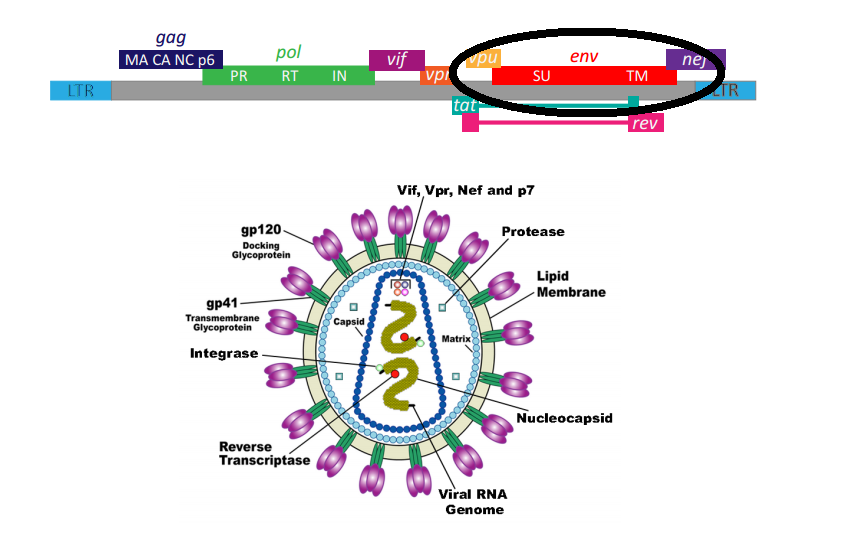 gag
pol
env
MA CA NC p6
vif
vpu
nef
PR RT IN
vpr
SU TM
LTR
LTR
tat
rev
Vif, Vpr, Nef and p7
gp120
Docking
Glycoprotein
Protease
Lipid
Membrane
gp41
Transmembrane
Glycoprotein
Capsid
Matrix
Integrase
Nucleocapsid
Reverse
Transcriptase
Viral RNA
Genome